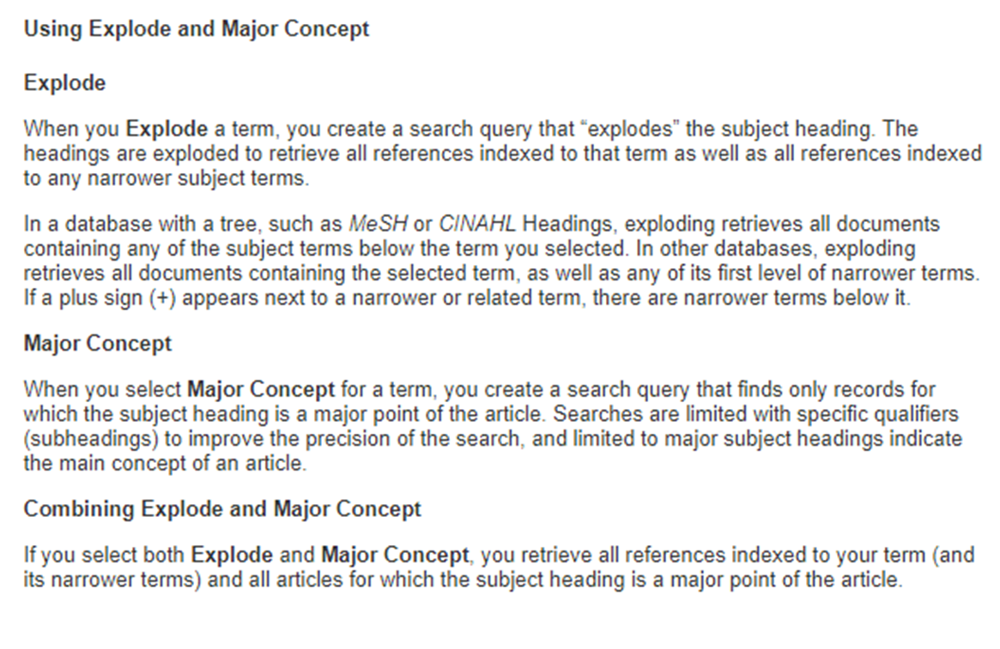 Using Explode and Major Concept
Explode
When you Explode a term, you create a search query that “explodes” the subject heading. The
headings are exploded to retrieve all references indexed to that term as well as all references indexed
to any narrower subject terms.
In a database with a tree, such as MeSH or CINAHL Headings, exploding retrieves all documents
containing any of the subject terms below the term you selected. In other databases, exploding
retrieves all documents containing the selected term, as well as any of its first level of narrower terms.
If a plus sign (+) appears next to a narrower or related term, there are narrower terms below it.
Major Concept
When you select Major Concept for a term, you create a search query that finds only records for
which the subject heading is a major point of the article. Searches are limited with specific qualifiers
(subheadings) to improve the precision of the search, and limited to major subject headings indicate
the main concept of an article.
Combining Explode and Major Concept
If you select both Explode and Major Concept, you retrieve all references indexed to your term (and
its narrower terms) and all articles for which the subject heading is a major point of the article.